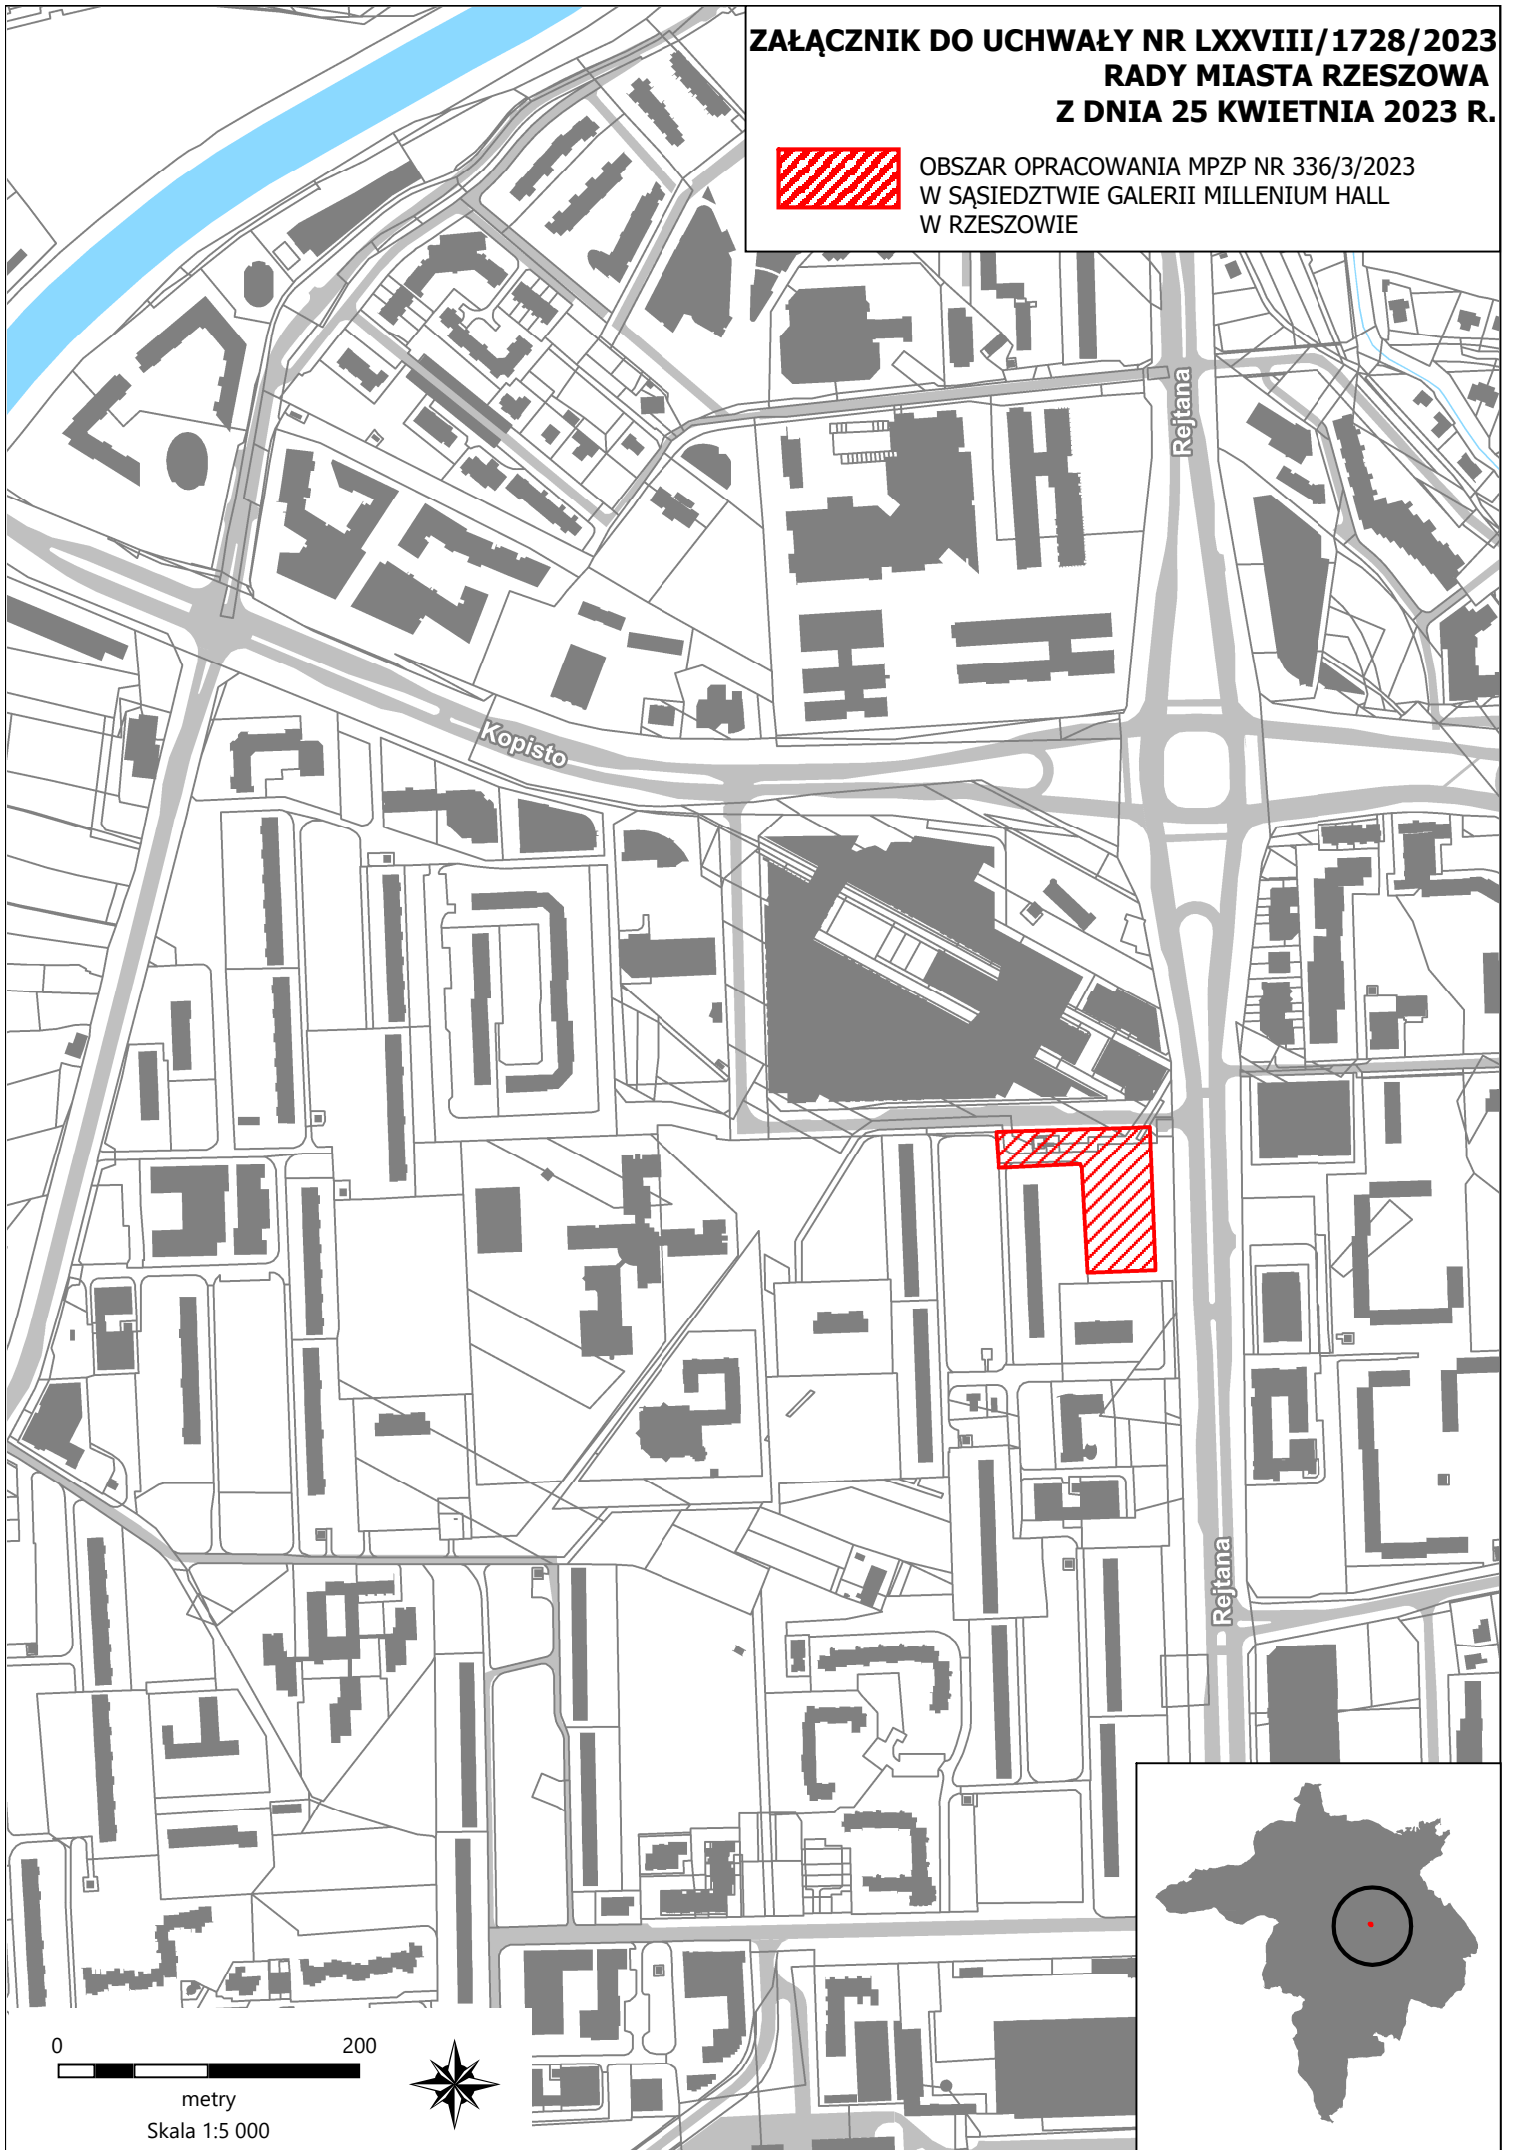 ZAŁĄCZNIK DO UCHWAŁY NR LXXVIII/1728/2023
RADY MIASTA RZESZOWA
Z DNIA 25 KWIETNIA 2023 R.
OBSZAR OPRACOWANIA MPZP NR 336/3/2023
W SĄSIEDZTWIE GALERII MILLENIUM HALL
W RZESZOWIE
Rejtana
Kopisto
Rejtana
0 200
metry
Skala 1:5 000